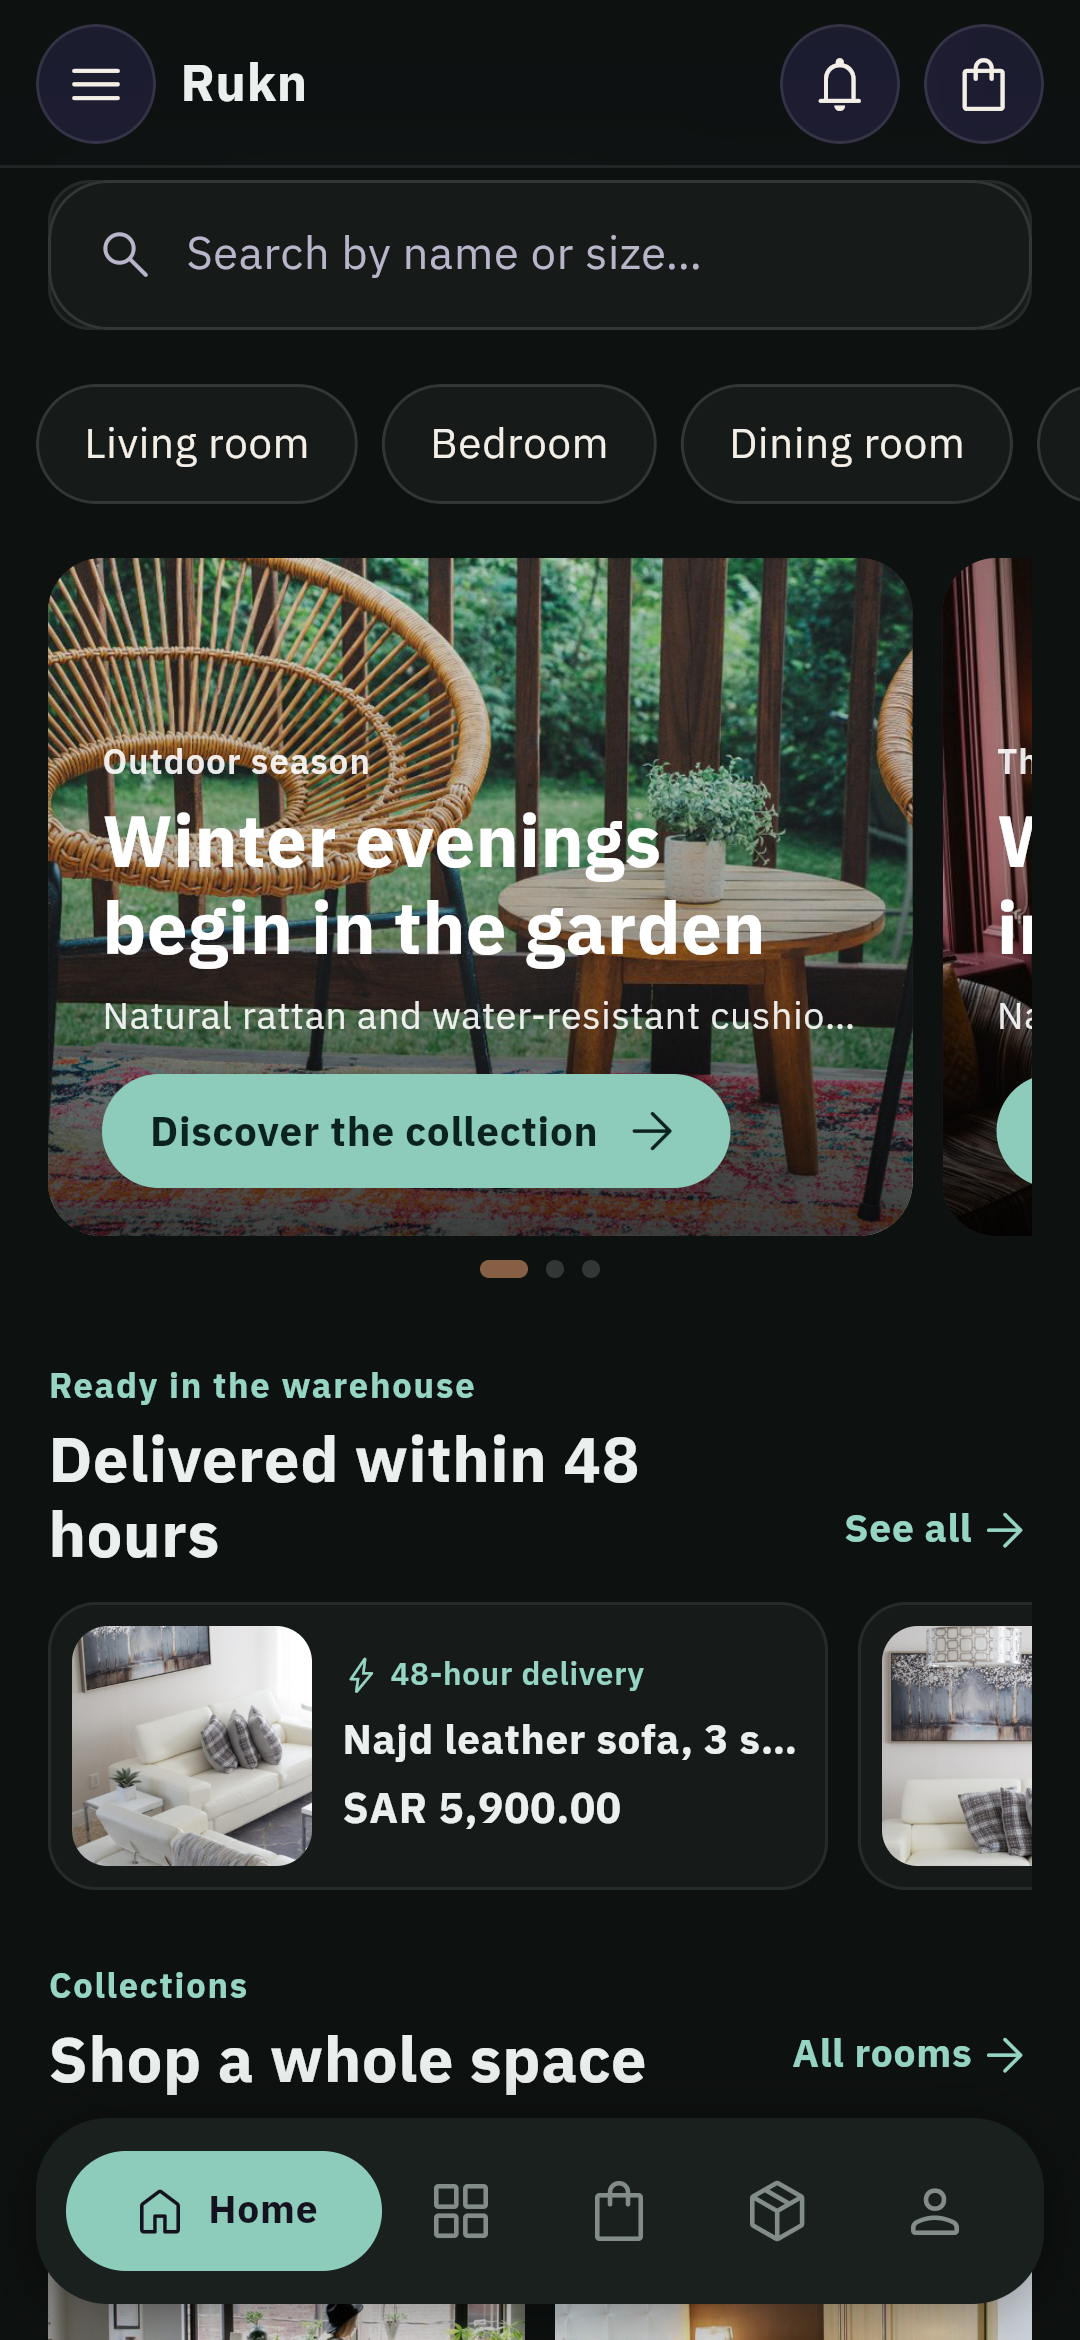 Rukn
Search by name or size...
Living room
Bedroom
Dining room
Outdoor season
Winter evenings
begin in the garden
Natural rattan and water-resistant cushio...
Discover the collection
Ready in the warehouse
Delivered within 48
hours
See all
48-hour delivery
Najd leather sofa, 3 s...
SAR 5,900.00
Collections
Shop a whole space
All rooms
Home